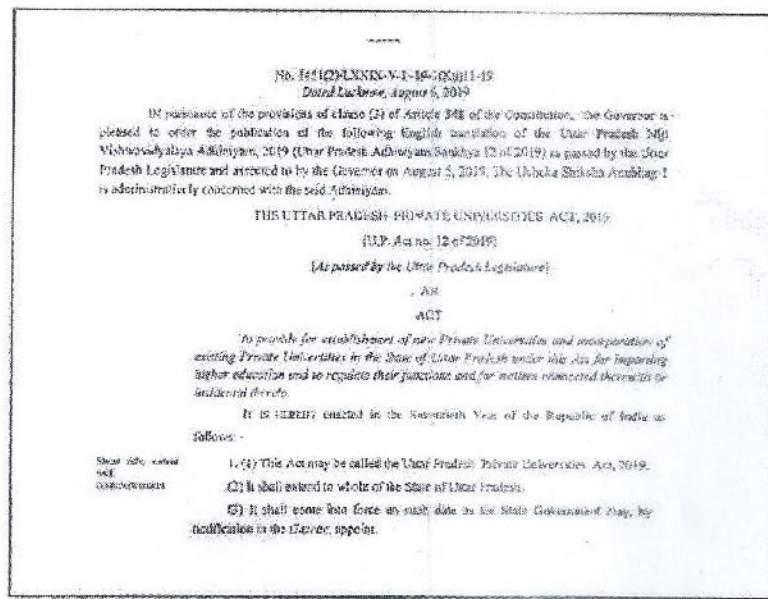 Dated Lucknow, August 6, 2019
IN pursuance of the provisions of clause (3) of Article 348 of the Constitution, the Governor is
pleased to order the publication of the following English translation of the Uttar Pradesh Niji
Vishwavidyalaya Adhiniyam, 2019 (Uttar Pradesh Adhiniyam Sankhya 12 of 2019) as passed by the Uttar
Pradesh Legislature and assented to by the Governor on August 5, 2019. The Uchcha Shiksha Anubhag-1
is administratively concerned with the said Adhiniyam.
THE UTTAR PRADESH PRIVATE UNIVERSITIES ACT, 2019
(U.P. Act no. 12 of 2019)
[As passed by the Uttar Pradesh Legislature]
AN
ACT
to provide for establishment of new Private Universities and incorporation of
existing Private Universities in the State of Uttar Pradesh under this Act for imparting
higher education and to regulate their functions and for matters connected therewith or
incidental thereto.
IT IS HEREBY enacted in the Seventieth Year of the Republic of India as
follows:-
Short title, extent
and
commencement
1. (1) This Act may be called the Uttar Pradesh Private Universities Act, 2019.
(2) It shall extend to whole of the State of Uttar Pradesh.
(3) It shall come into force on such date as the State Government may, by
notification in the Gazette, appoint.